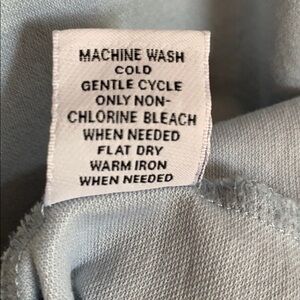 MACHINE WASH
COLD
GENTLE CYCLE
ONLY NON-
CHLORINE BLEACH
WHEN NEEDED
FLAT DRY
WARM IRON
WHEN NEEDED